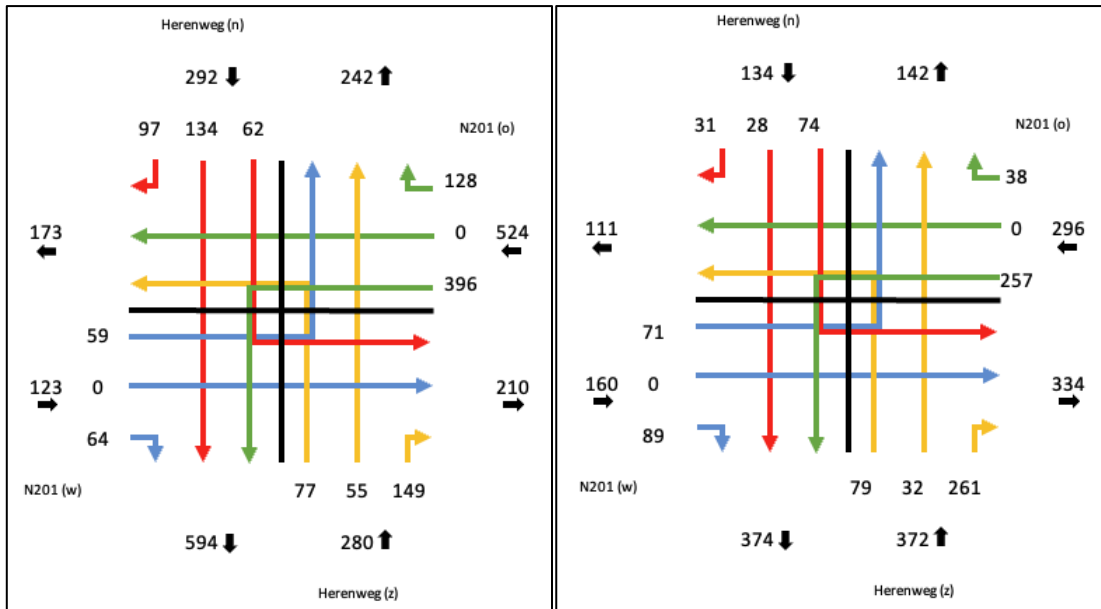 Herenweg (n)
292 242
97 134 62
N201 (o)
128
173 0 524
396
59
123 0 210
64
N201 (w)
77 55 149
594 280
Herenweg (z)
Herenweg (n)
134 142
31 28 74
N201 (o)
38
111 0 296
257
71
160 0 334
89
N201 (w)
79 32 261
374 372
Herenweg (z)